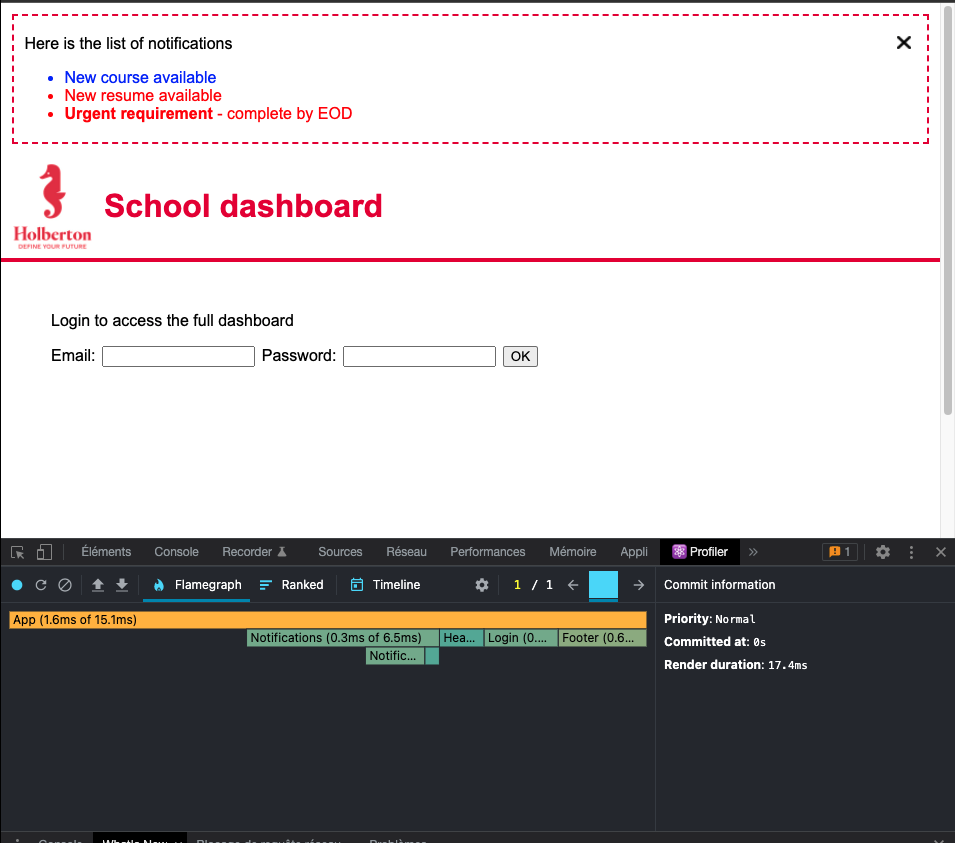 Here is the list of notifications
New course available
New resume available
Urgent requirement - complete by EOD
Holberton
DEFINE YOUR FUTURE
School dashboard
Login to access the full dashboard
Email: Password: OK
Éléments Console Recorder Sources Réseau Performances Mémoire Appli Profiler » 1
Flamegraph Ranked Timeline 1 / 1 Commit information
App (1.6ms of 15.1ms)
Notifications (0.3ms of 6.5ms) Hea... Login (0.... Footer (0.6...
Notific...
Priority: Normal
Committed at: 0s
Render duration: 17.4ms
Console What's New Blocage de requête réseau Problèmes